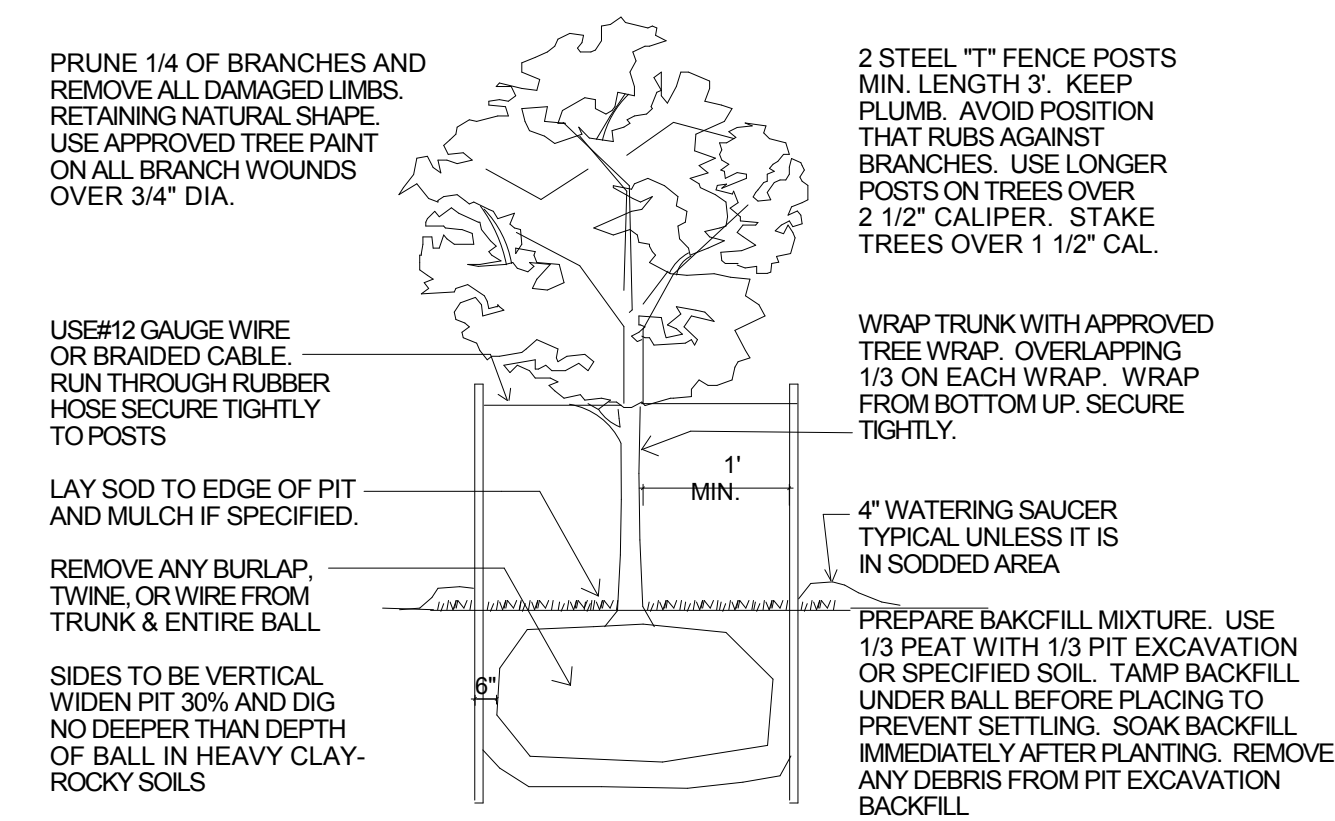 PRUNE 1/4 OF BRANCHES AND
REMOVE ALL DAMAGED LIMBS.
RETAINING NATURAL SHAPE.
USE APPROVED TREE PAINT
ON ALL BRANCH WOUNDS
OVER 3/4" DIA.
USE#12 GAUGE WIRE
OR BRAIDED CABLE.
RUN THROUGH RUBBER
HOSE SECURE TIGHTLY
TO POSTS
LAY SOD TO EDGE OF PIT
AND MULCH IF SPECIFIED.
REMOVE ANY BURLAP,
TWINE, OR WIRE FROM
TRUNK & ENTIRE BALL
SIDES TO BE VERTICAL
WIDEN PIT 30% AND DIG
NO DEEPER THAN DEPTH
OF BALL IN HEAVY CLAY-
ROCKY SOILS
6"
1'
MIN.
2 STEEL "T" FENCE POSTS
MIN. LENGTH 3'. KEEP
PLUMB. AVOID POSITION
THAT RUBS AGAINST
BRANCHES. USE LONGER
POSTS ON TREES OVER
2 1/2" CALIPER. STAKE
TREES OVER 1 1/2" CAL.
WRAP TRUNK WITH APPROVED
TREE WRAP. OVERLAPPING
1/3 ON EACH WRAP. WRAP
FROM BOTTOM UP. SECURE
TIGHTLY.
4" WATERING SAUCER
TYPICAL UNLESS IT IS
IN SODDED AREA
PREPARE BAKCFILL MIXTURE. USE
1/3 PEAT WITH 1/3 PIT EXCAVATION
OR SPECIFIED SOIL. TAMP BACKFILL
UNDER BALL BEFORE PLACING TO
PREVENT SETTLING. SOAK BACKFILL
IMMEDIATELY AFTER PLANTING. REMOVE
ANY DEBRIS FROM PIT EXCAVATION
BACKFILL